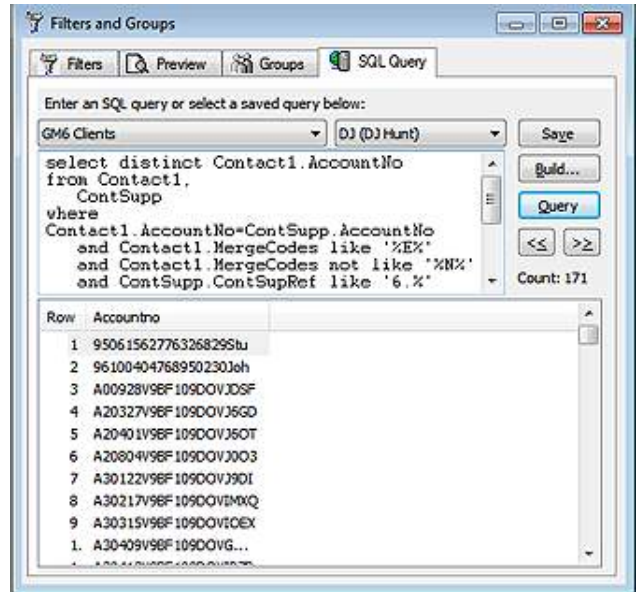 Filters and Groups
Filters Preview Groups SQL Query
Enter an SQL query or select a saved query below:
GM6 Clients DJ (DJ Hunt) Save
select distinct Contact1.AccountNo
from Contact1,
ContSupp
where
Contact1.AccountNo=ContSupp.AccountNo
and Contact1.MergeCodes like '%E%'
and Contact1.MergeCodes not like '%N%'
and ContSupp.ContSupRef like '6.%'
Build...
Query
<< >>
Count: 171
Row Accountno
1 95061562776326829Stu
2 96100404768950230Joh
3 A00928V9BF109DOVJDSF
4 A20327V9BF109DOVJ6GD
5 A20401V9BF109DOVJ6OT
6 A20804V9BF109DOVJ0O3
7 A30122V9BF109DOVJ9DI
8 A30217V9BF109DOVIMXQ
9 A30315V9BF109DOVIOEX
1. A30409V9BF109DOVG...